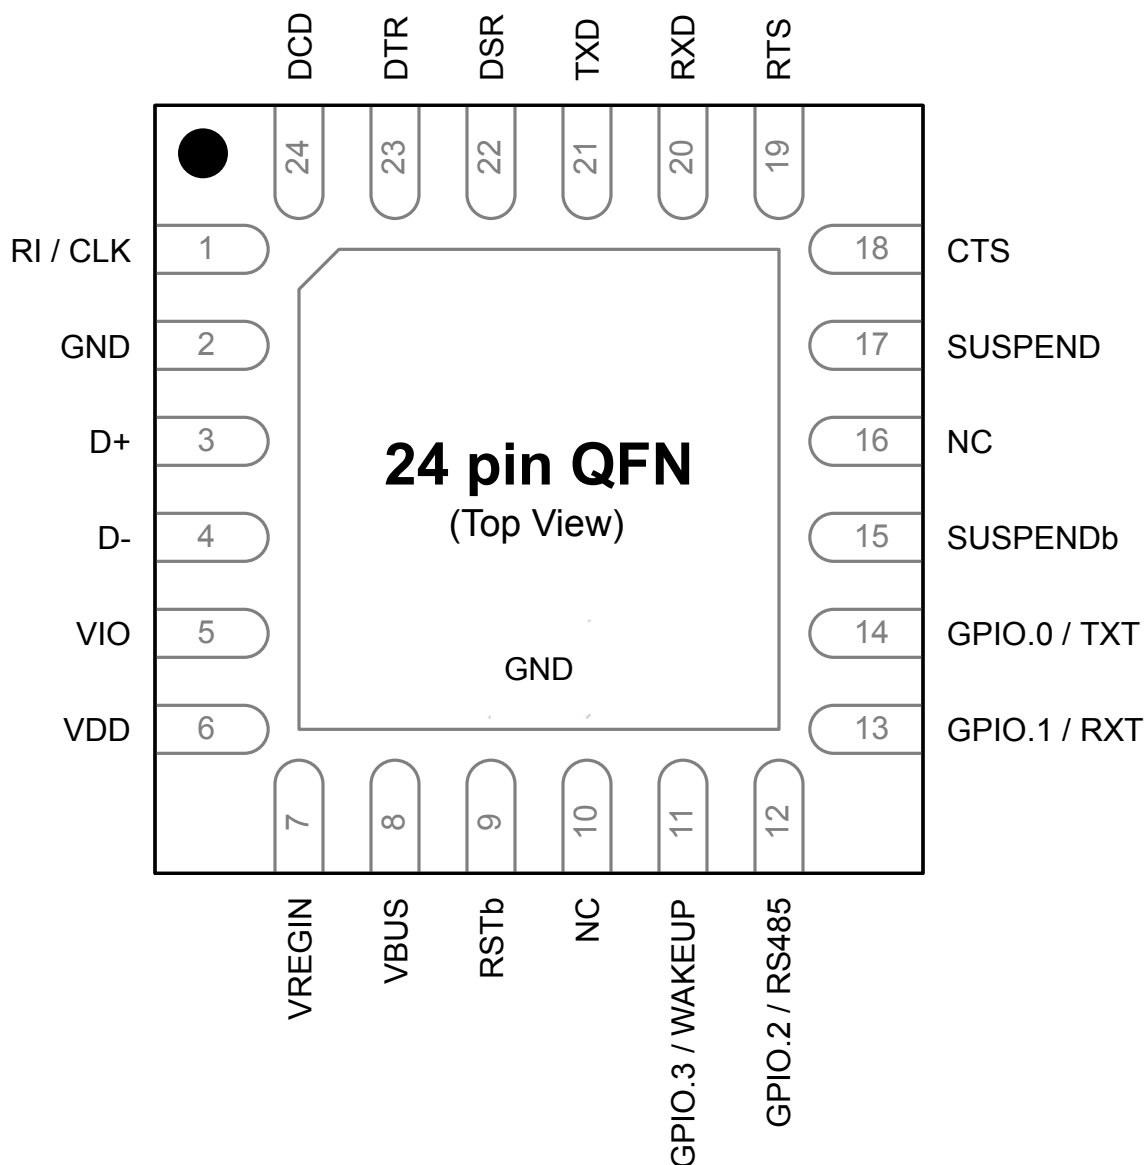 DCD
DTR
DSR
TXD
RXD
RTS
24
23
22
21
20
19
RI / CLK
1
18
CTS
GND
2
17
SUSPEND
D+
3
16
NC
24 pin QFN
(Top View)
D-
4
15
SUSPENDb
VIO
5
14
GPIO.0 / TXT
GND
VDD
6
13
GPIO.1 / RXT
7
8
9
10
11
12
VREGIN
VBUS
RSTb
NC
GPIO.3 / WAKEUP
GPIO.2 / RS485